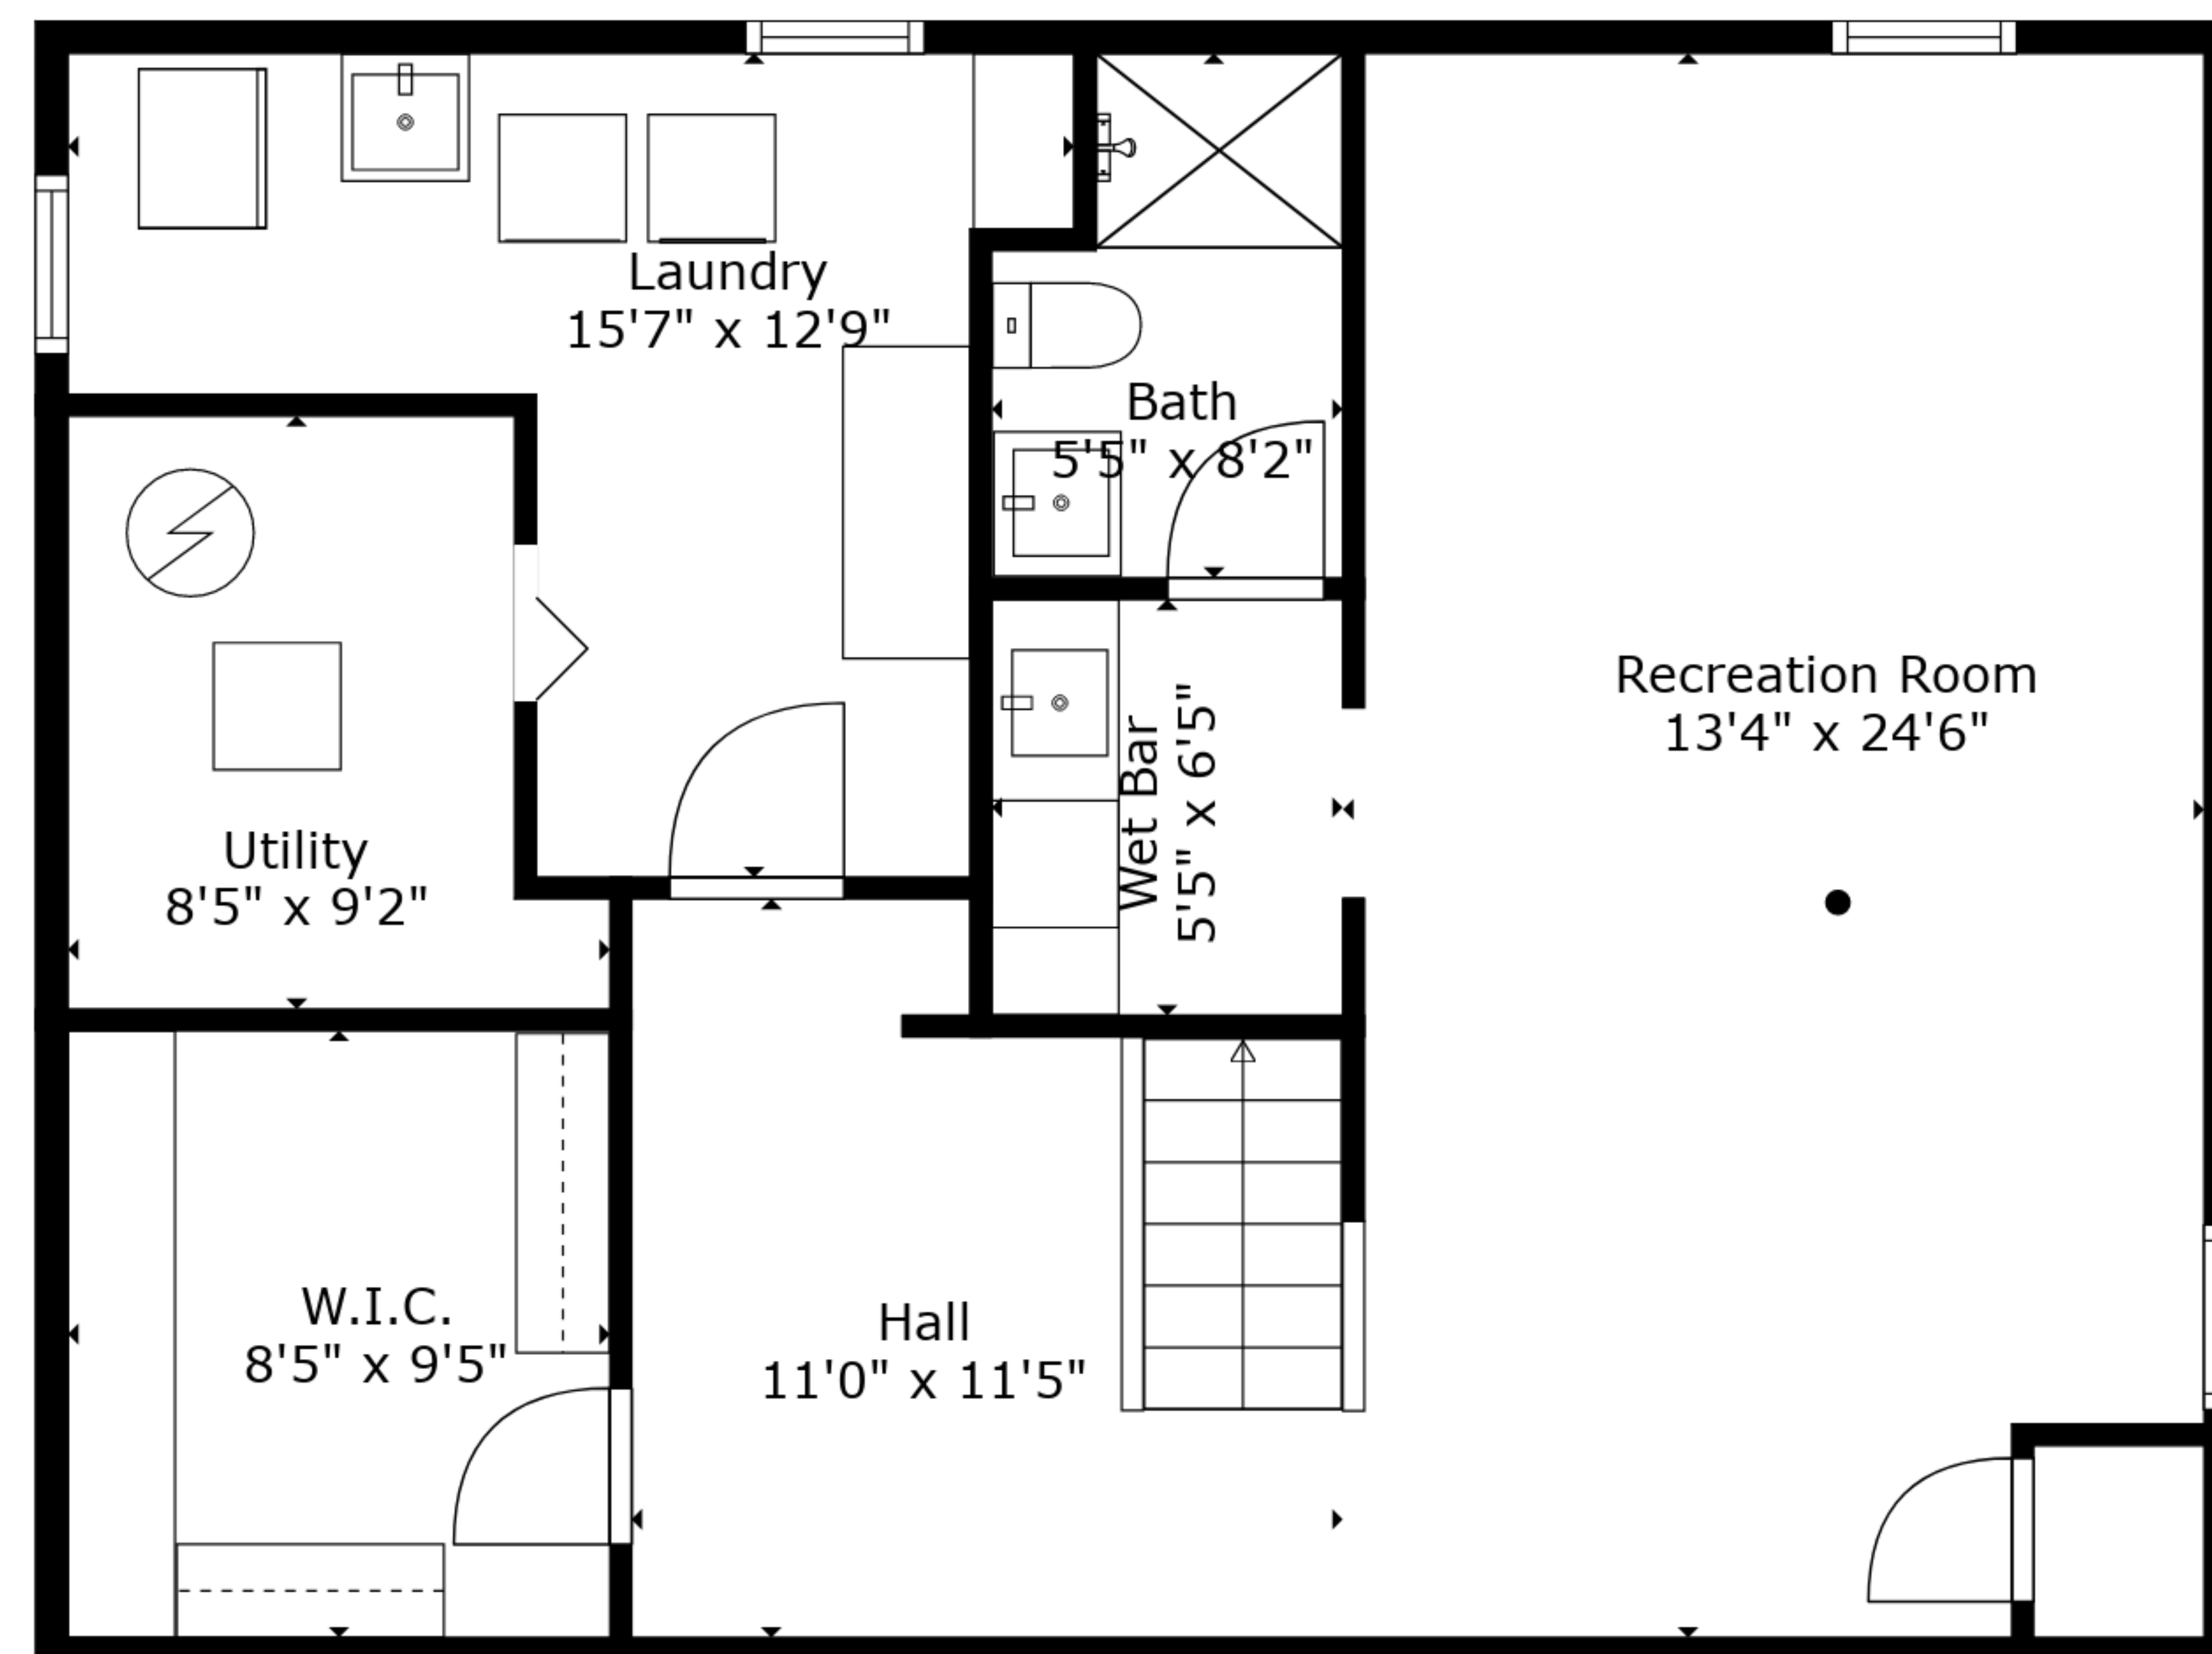 Laundry
15'7" x 12'9"
Bath
5'5" x 8'2"
Recreation Room
13'4" x 24'6"
Wet Bar
5'5" x 6'5"
Utility
8'5" x 9'2"
W.I.C.
8'5" x 9'5"
Hall
11'0" x 11'5"